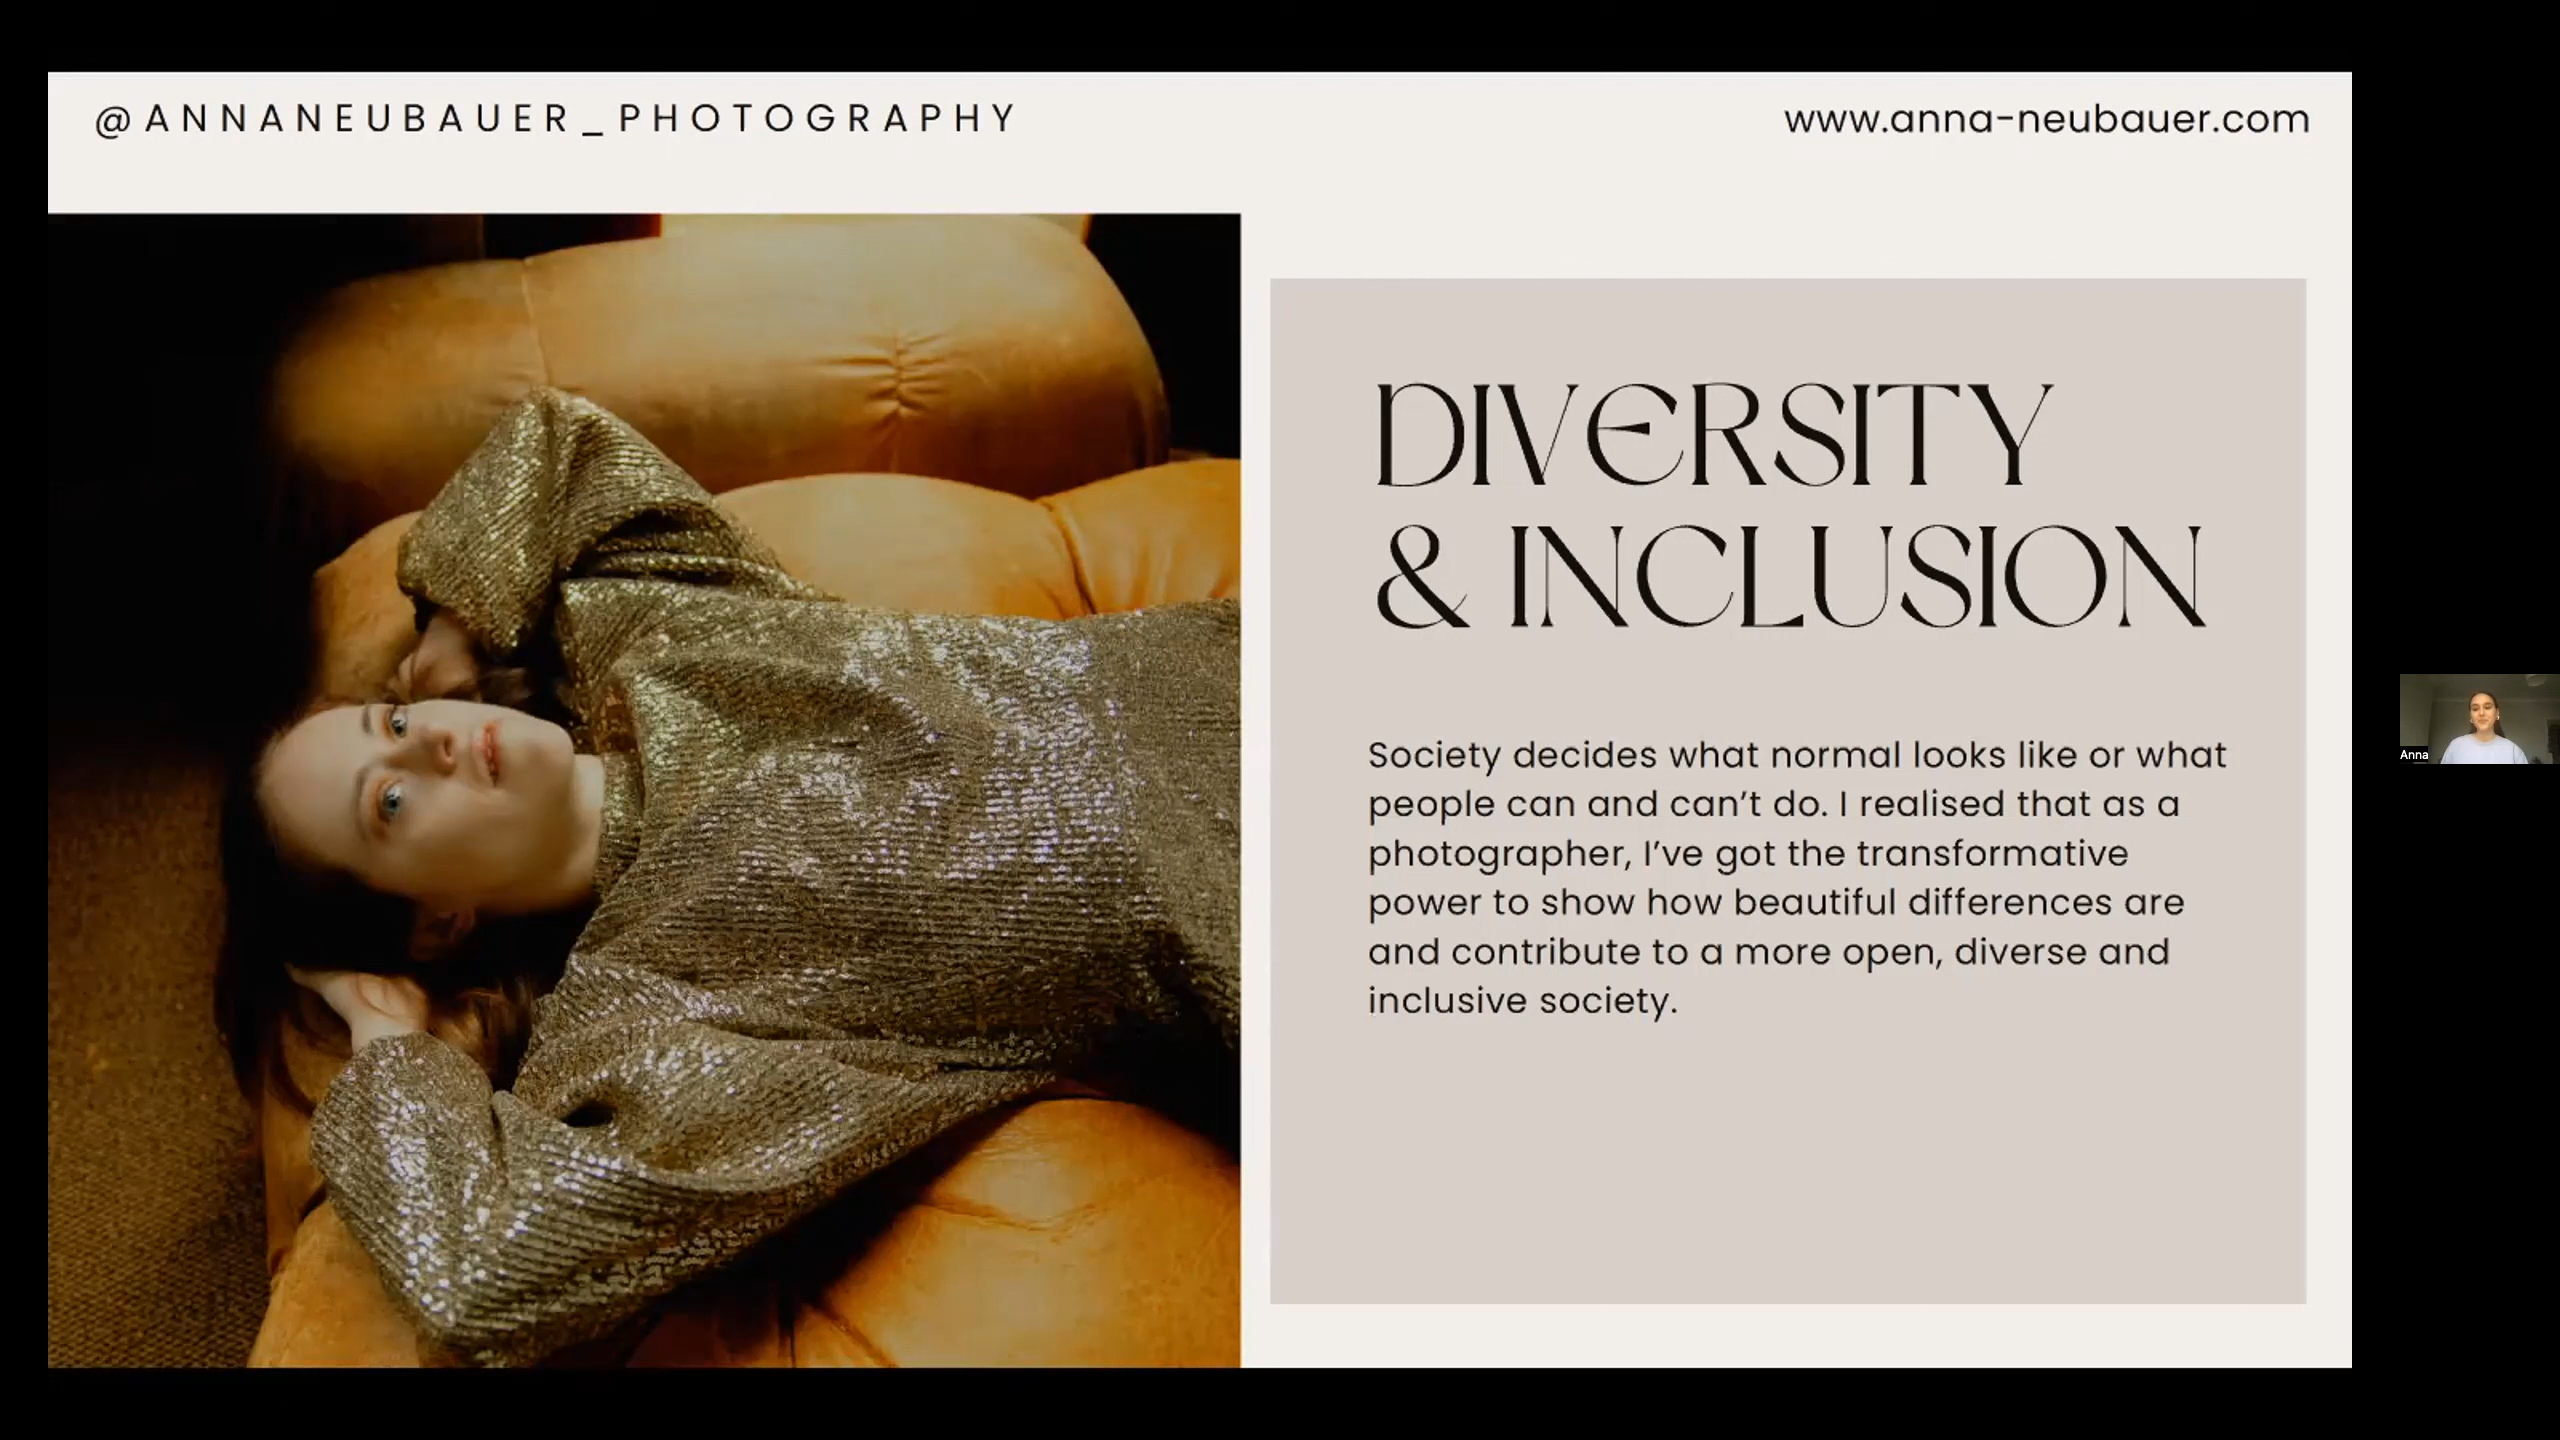 @ANNANEUBAUER_PHOTOGRAPHY
www.anna-neubauer.com
DIVERSITY
& INCLUSION
Society decides what normal looks like or what
people can and can't do. I realised that as a
photographer, I've got the transformative
power to show how beautiful differences are
and contribute to a more open, diverse and
inclusive society.
Anna